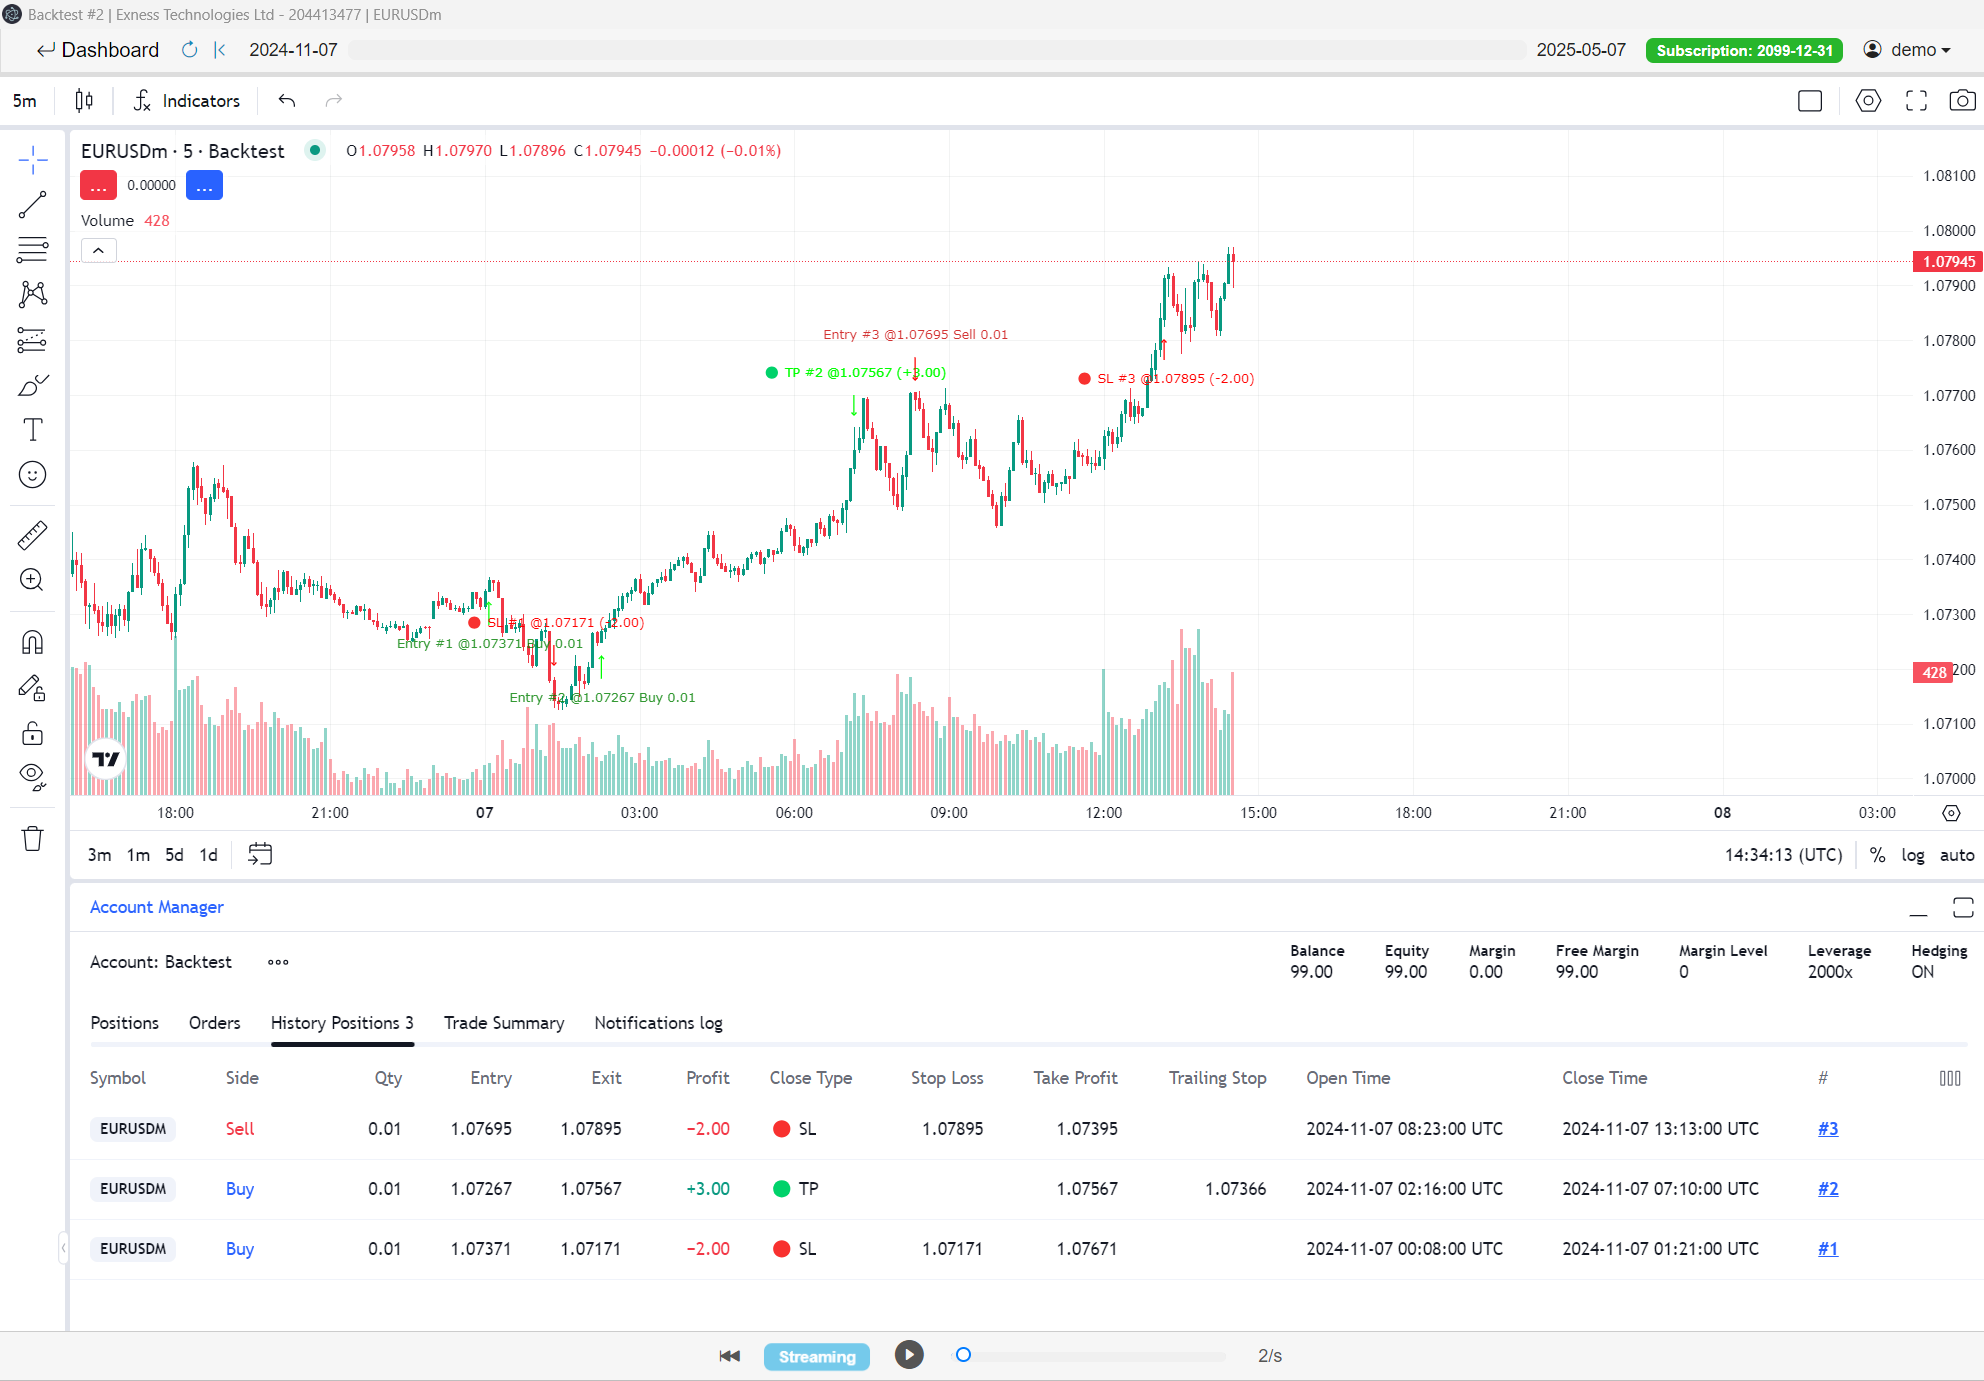 Backtest #2 | Exness Technologies Ltd - 204413477 | EURUSDm
Dashboard 2024-11-07 2025-05-07 Subscription: 2099-12-31 demo
5m Indicators
EURUSDm · 5 · Backtest O1.07958 H1.07970 L1.07896 C1.07945 −0.00012 (−0.01%)
... 0.00000 ...
Volume 428
1.08100
1.08000
1.07945
1.07900
1.07800
1.07700
1.07600
1.07500
1.07400
1.07300
428 200
1.07100
1.07000
Entry #3 @1.07695 Sell 0.01
TP #2 @1.07567 (+3.00)
SL #3 @1.07895 (-2.00)
SL #1 @1.07171 (-2.00)
Entry #1 @1.07371 Buy 0.01
Entry #2 @1.07267 Buy 0.01
18:00 21:00 07 03:00 06:00 09:00 12:00 15:00 18:00 21:00 08 03:00
3m 1m 5d 1d 14:34:13 (UTC) % log auto
Account Manager
Balance Equity Margin Free Margin Margin Level Leverage Hedging
Account: Backtest
99.00 99.00 0.00 99.00 0 2000x ON
Positions Orders History Positions 3 Trade Summary Notifications log
Symbol Side Qty Entry Exit Profit Close Type Stop Loss Take Profit Trailing Stop Open Time Close Time #
EURUSDM Sell 0.01 1.07695 1.07895 −2.00 SL 1.07895 1.07395 2024-11-07 08:23:00 UTC 2024-11-07 13:13:00 UTC #3
EURUSDM Buy 0.01 1.07267 1.07567 +3.00 TP 1.07567 1.07366 2024-11-07 02:16:00 UTC 2024-11-07 07:10:00 UTC #2
EURUSDM Buy 0.01 1.07371 1.07171 −2.00 SL 1.07171 1.07671 2024-11-07 00:08:00 UTC 2024-11-07 01:21:00 UTC #1
Streaming 2/s